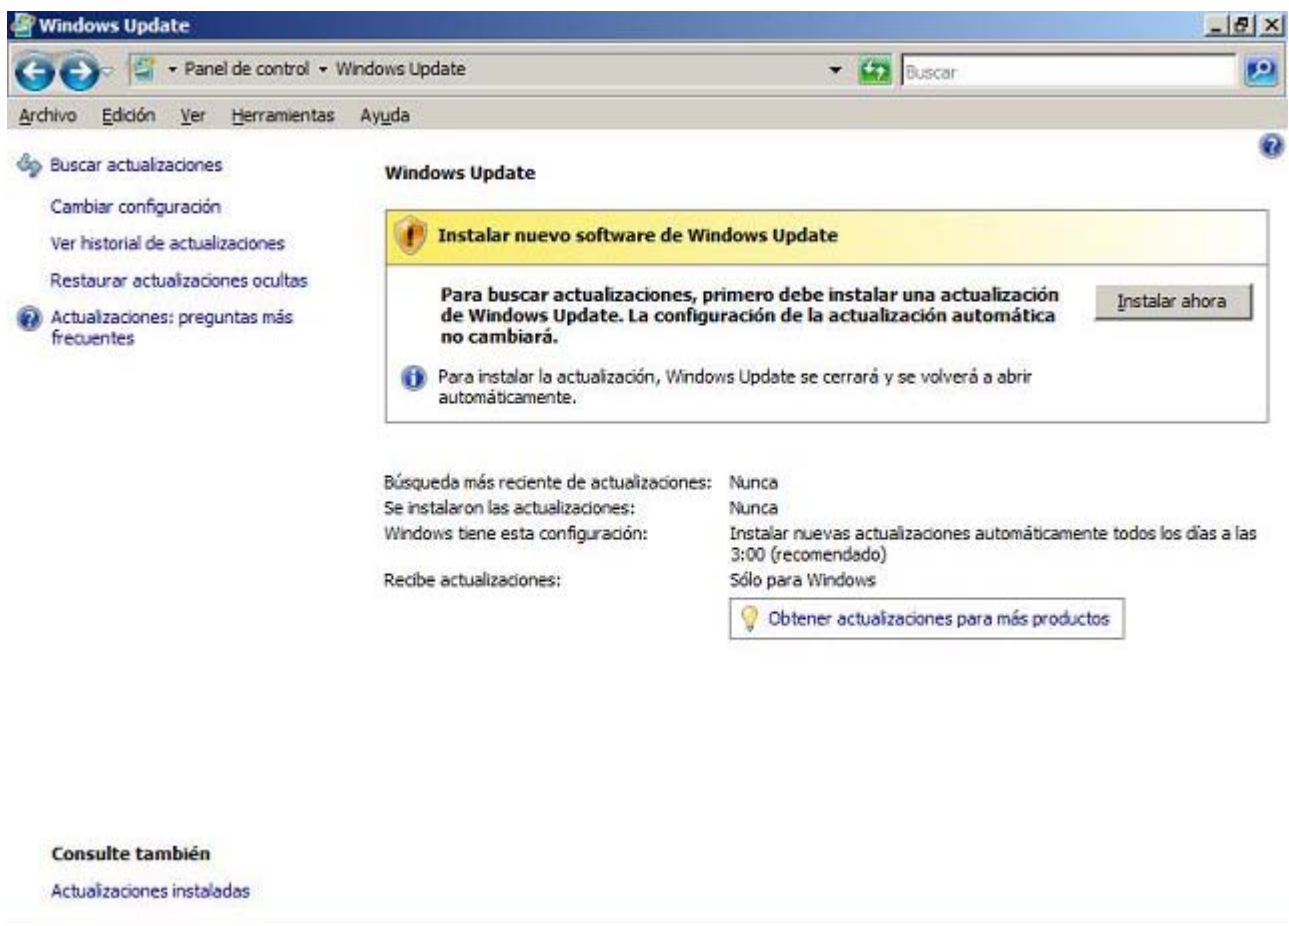 Windows Update
Panel de control
Windows Update
Buscar
Archivo Edición Ver Herramientas Ayuda
Buscar actualizaciones
Cambiar configuración
Ver historial de actualizaciones
Restaurar actualizaciones ocultas
Actualizaciones: preguntas más
frecuentes
Windows Update
Instalar nuevo software de Windows Update
Para buscar actualizaciones, primero debe instalar una actualización
de Windows Update. La configuración de la actualización automática
no cambiará.
Instalar ahora
Para instalar la actualización, Windows Update se cerrará y se volverá a abrir
automáticamente.
Búsqueda más reciente de actualizaciones: Nunca
Se instalaron las actualizaciones: Nunca
Windows tiene esta configuración: Instalar nuevas actualizaciones automáticamente todos los días a las
3:00 (recomendado)
Recibe actualizaciones: Sólo para Windows
Obtener actualizaciones para más productos
Consulte también
Actualizaciones instaladas